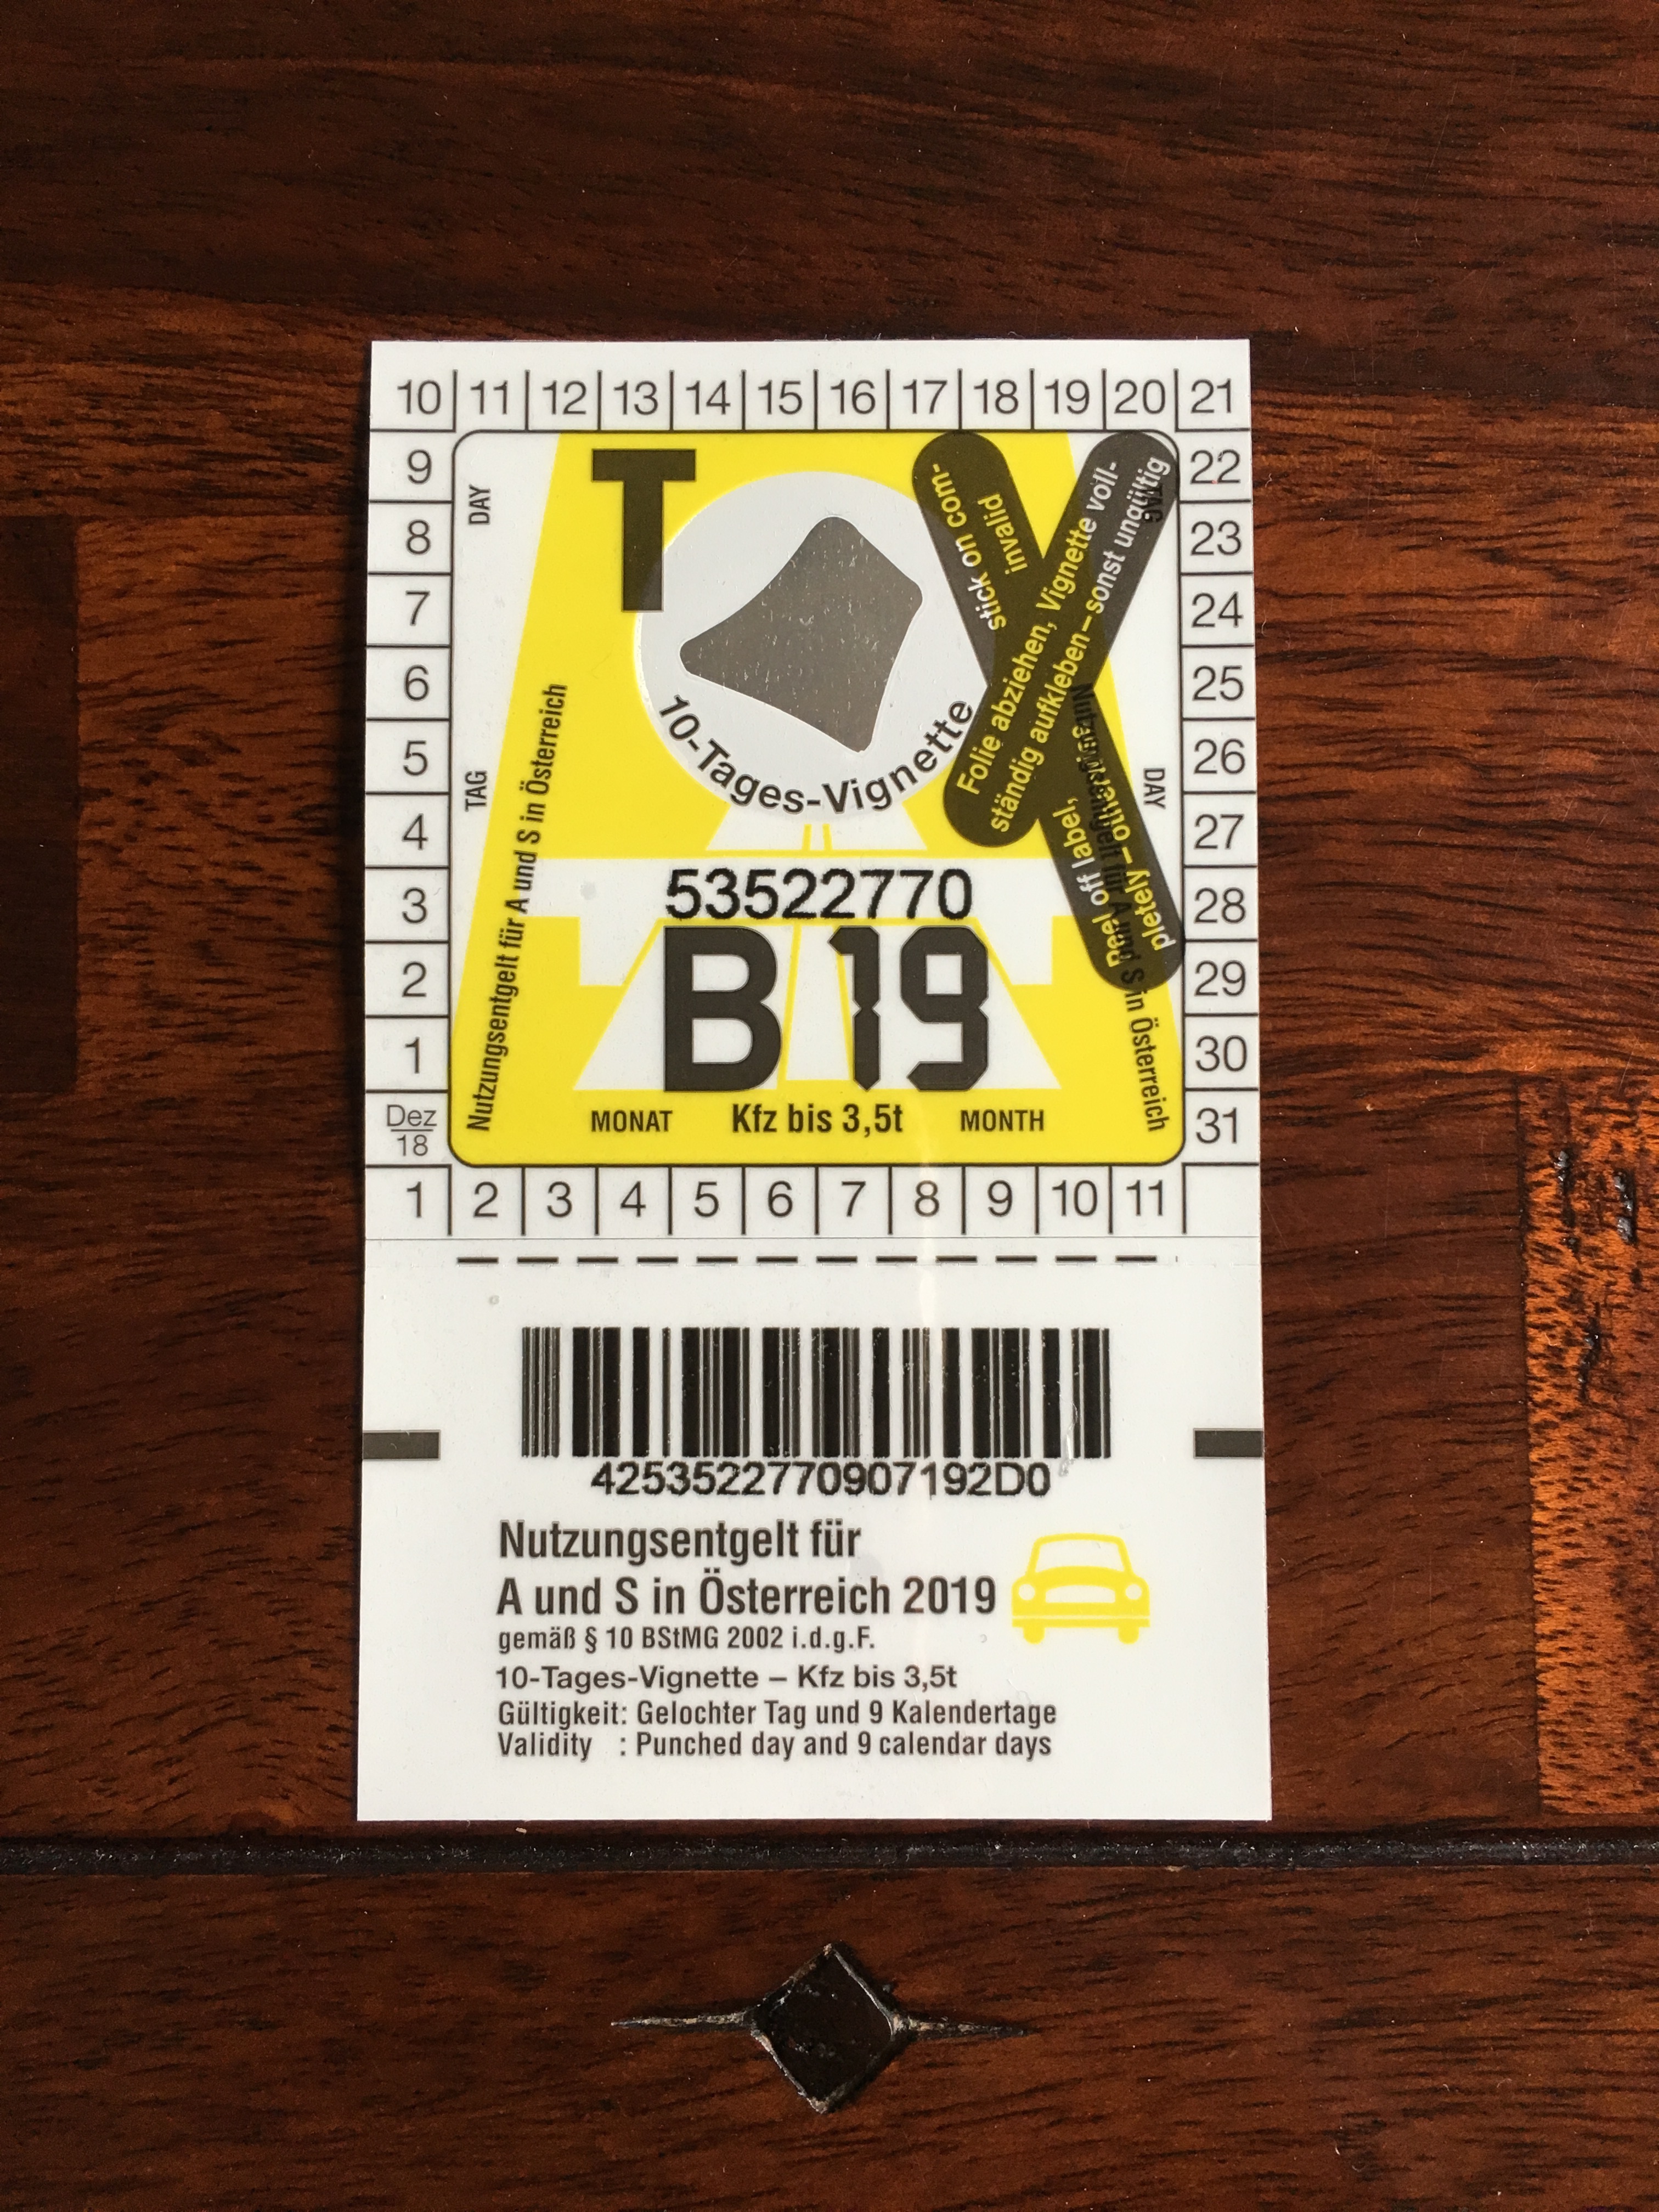 10 11 12 13 14 15 16 17 18 19 20 21
9
8
7
6
5
4
3
2
1
Dez
18
22
23
24
25
26
27
28
29
30
31
DAY
TAG
Nutzungsentgelt für A und S in Österreich
T
10-Tages-Vignette
Folie abziehen, Vignette voll-
ständig aufkleben – sonst ungültig
Peel off label, stick on com-
pletely – otherwise invalid
TAG
DAY
Nutzungsentgelt für A und S in Österreich
53522770
B 19
MONAT Kfz bis 3,5t MONTH
1 2 3 4 5 6 7 8 9 10 11
4253522770907192D0
Nutzungsentgelt für
A und S in Österreich 2019
gemäß § 10 BStMG 2002 i.d.g.F.
10-Tages-Vignette – Kfz bis 3,5t
Gültigkeit: Gelochter Tag und 9 Kalendertage
Validity : Punched day and 9 calendar days